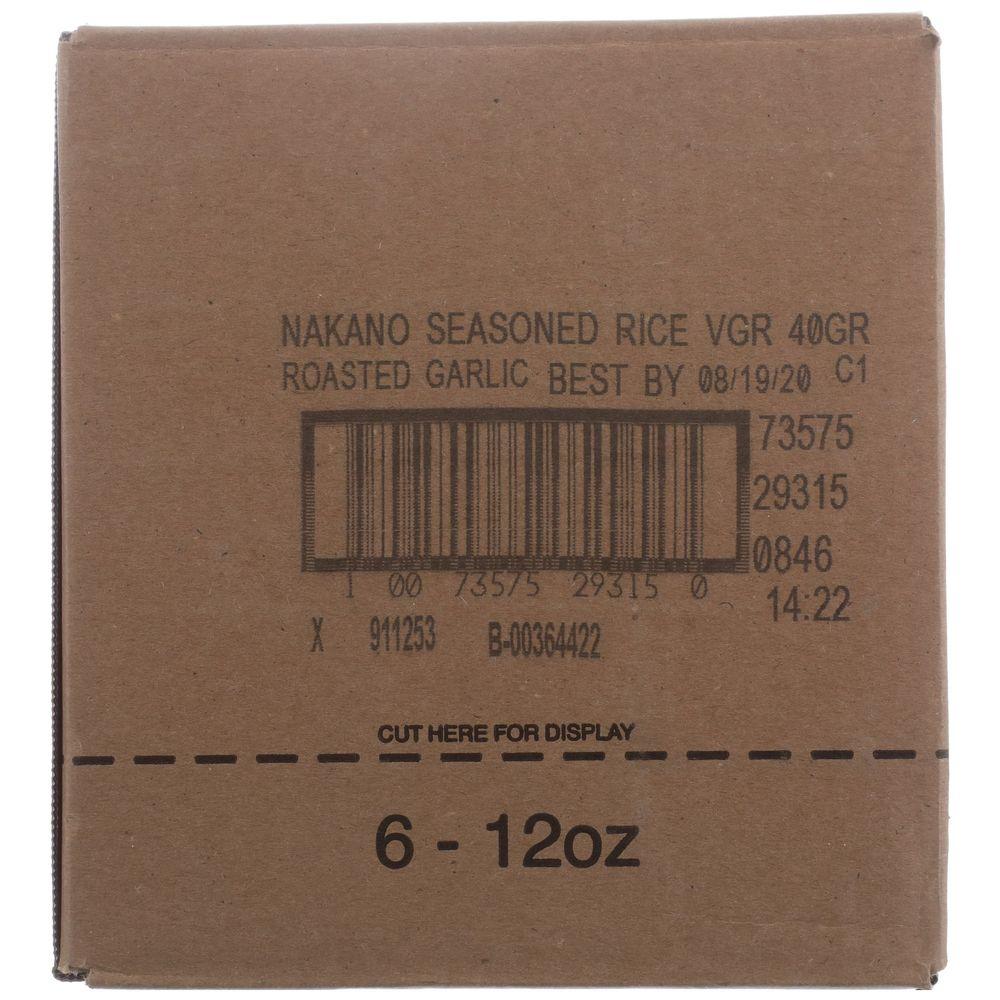 NAKANO SEASONED RICE VGR 40GR
ROASTED GARLIC BEST BY 08/19/20 C1
73575
29315
0846
1 00 73575 29315 0
14:22
X 911253 B-00364422
CUT HERE FOR DISPLAY
6 - 12oz